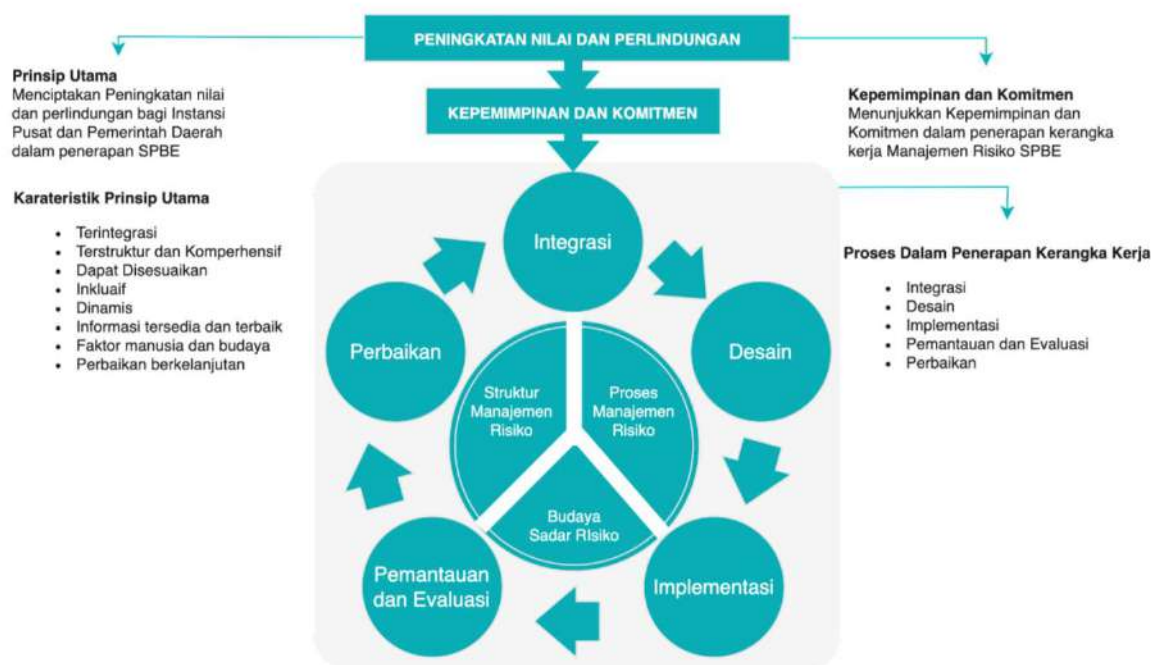 PENINGKATAN NILAI DAN PERLINDUNGAN
Prinsip Utama
Menciptakan Peningkatan nilai
dan perlindungan bagi Instansi
Pusat dan Pemerintah Daerah
dalam penerapan SPBE
KEPEMIMPINAN DAN KOMITMEN
Kepemimpinan dan Komitmen
Menunjukkan Kepemimpinan dan
Komitmen dalam penerapan kerangka
kerja Manajemen Risiko SPBE
Karateristik Prinsip Utama
• Terintegrasi
• Terstruktur dan Komperhensif
• Dapat Disesuaikan
• Inkluaif
• Dinamis
• Informasi tersedia dan terbaik
• Faktor manusia dan budaya
• Perbaikan berkelanjutan
Proses Dalam Penerapan Kerangka Kerja
• Integrasi
• Desain
• Implementasi
• Pemantauan dan Evaluasi
• Perbaikan
Integrasi
Desain
Implementasi
Pemantauan
dan Evaluasi
Perbaikan
Struktur
Manajemen
Risiko
Proses
Manajemen
Risiko
Budaya
Sadar RIsiko